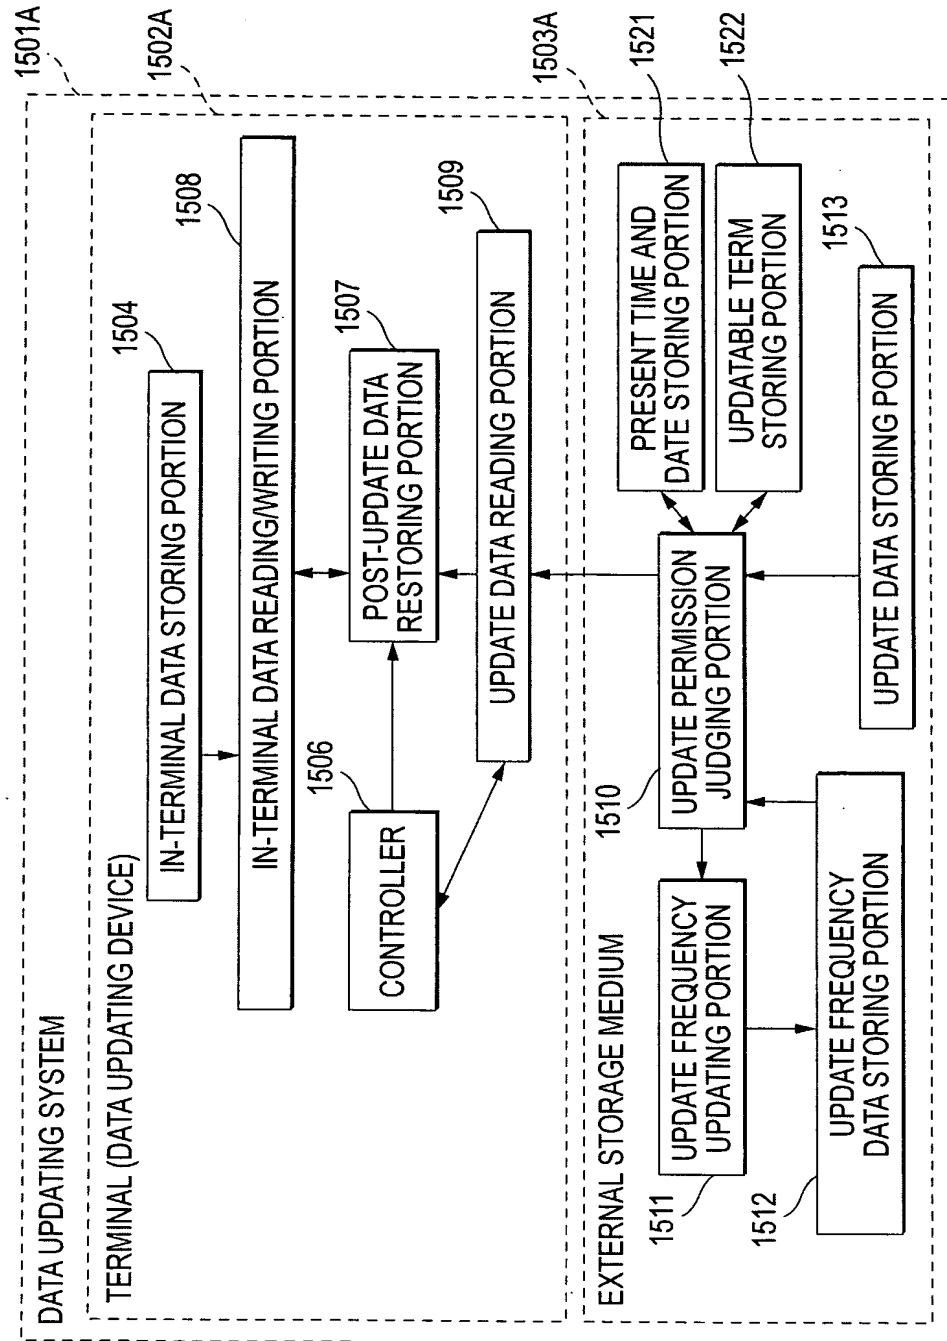 DATA UPDATING SYSTEM
1501A
TERMINAL (DATA UPDATING DEVICE)
1502A
1504
IN-TERMINAL DATA STORING PORTION
1508
IN-TERMINAL DATA READING/WRITING PORTION
1506
CONTROLLER
1507
POST-UPDATE DATA
RESTORING PORTION
1509
UPDATE DATA READING PORTION
EXTERNAL STORAGE MEDIUM
1503A
1511
UPDATE FREQUENCY
UPDATING PORTION
1510
UPDATE PERMISSION
JUDGING PORTION
1521
PRESENT TIME AND
DATE STORING PORTION
1522
UPDATABLE TERM
STORING PORTION
1512
UPDATE FREQUENCY
DATA STORING PORTION
1513
UPDATE DATA STORING PORTION